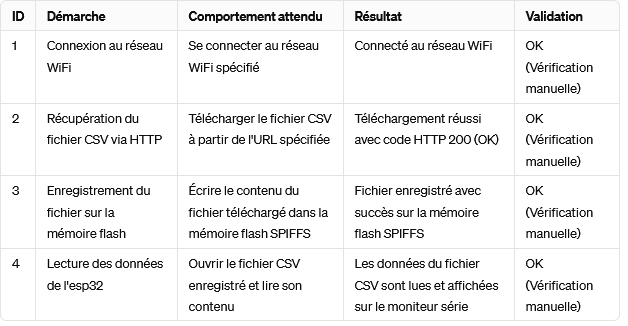 ID Démarche Comportement attendu Résultat Validation
1 Connexion au réseau Se connecter au réseau Connecté au réseau WiFi OK
WiFi WiFi spécifié (Vérification
manuelle)
2 Récupération du Télécharger le fichier CSV Téléchargement réussi OK
fichier CSV via HTTP à partir de l'URL spécifiée avec code HTTP 200 (OK) (Vérification
manuelle)
3 Enregistrement du Écrire le contenu du Fichier enregistré avec OK
fichier sur la fichier téléchargé dans la succès sur la mémoire (Vérification
mémoire flash mémoire flash SPIFFS flash SPIFFS manuelle)
4 Lecture des données Ouvrir le fichier CSV Les données du fichier OK
de l'esp32 enregistré et lire son CSV sont lues et affichées (Vérification
contenu sur le moniteur série manuelle)